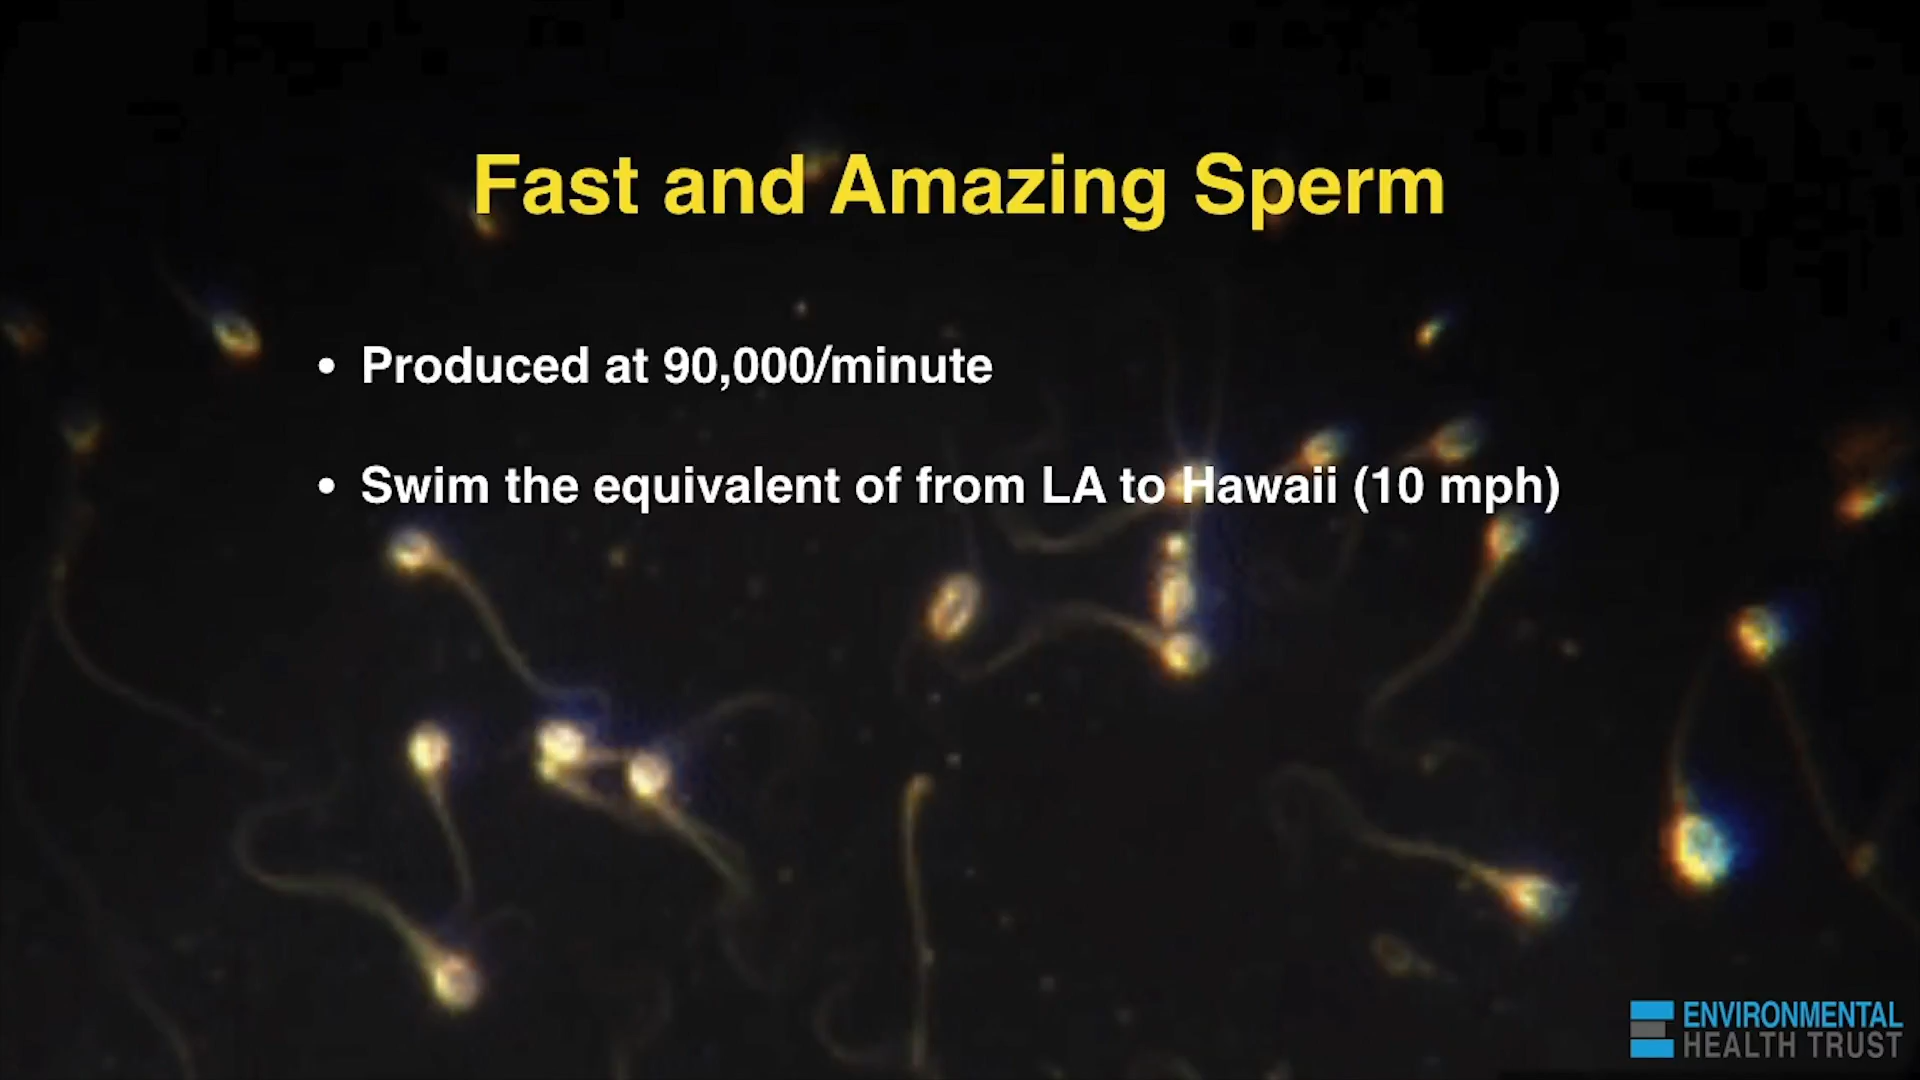 Fast and Amazing Sperm
• Produced at 90,000/minute
• Swim the equivalent of from LA to Hawaii (10 mph)
ENVIRONMENTAL
HEALTH TRUST